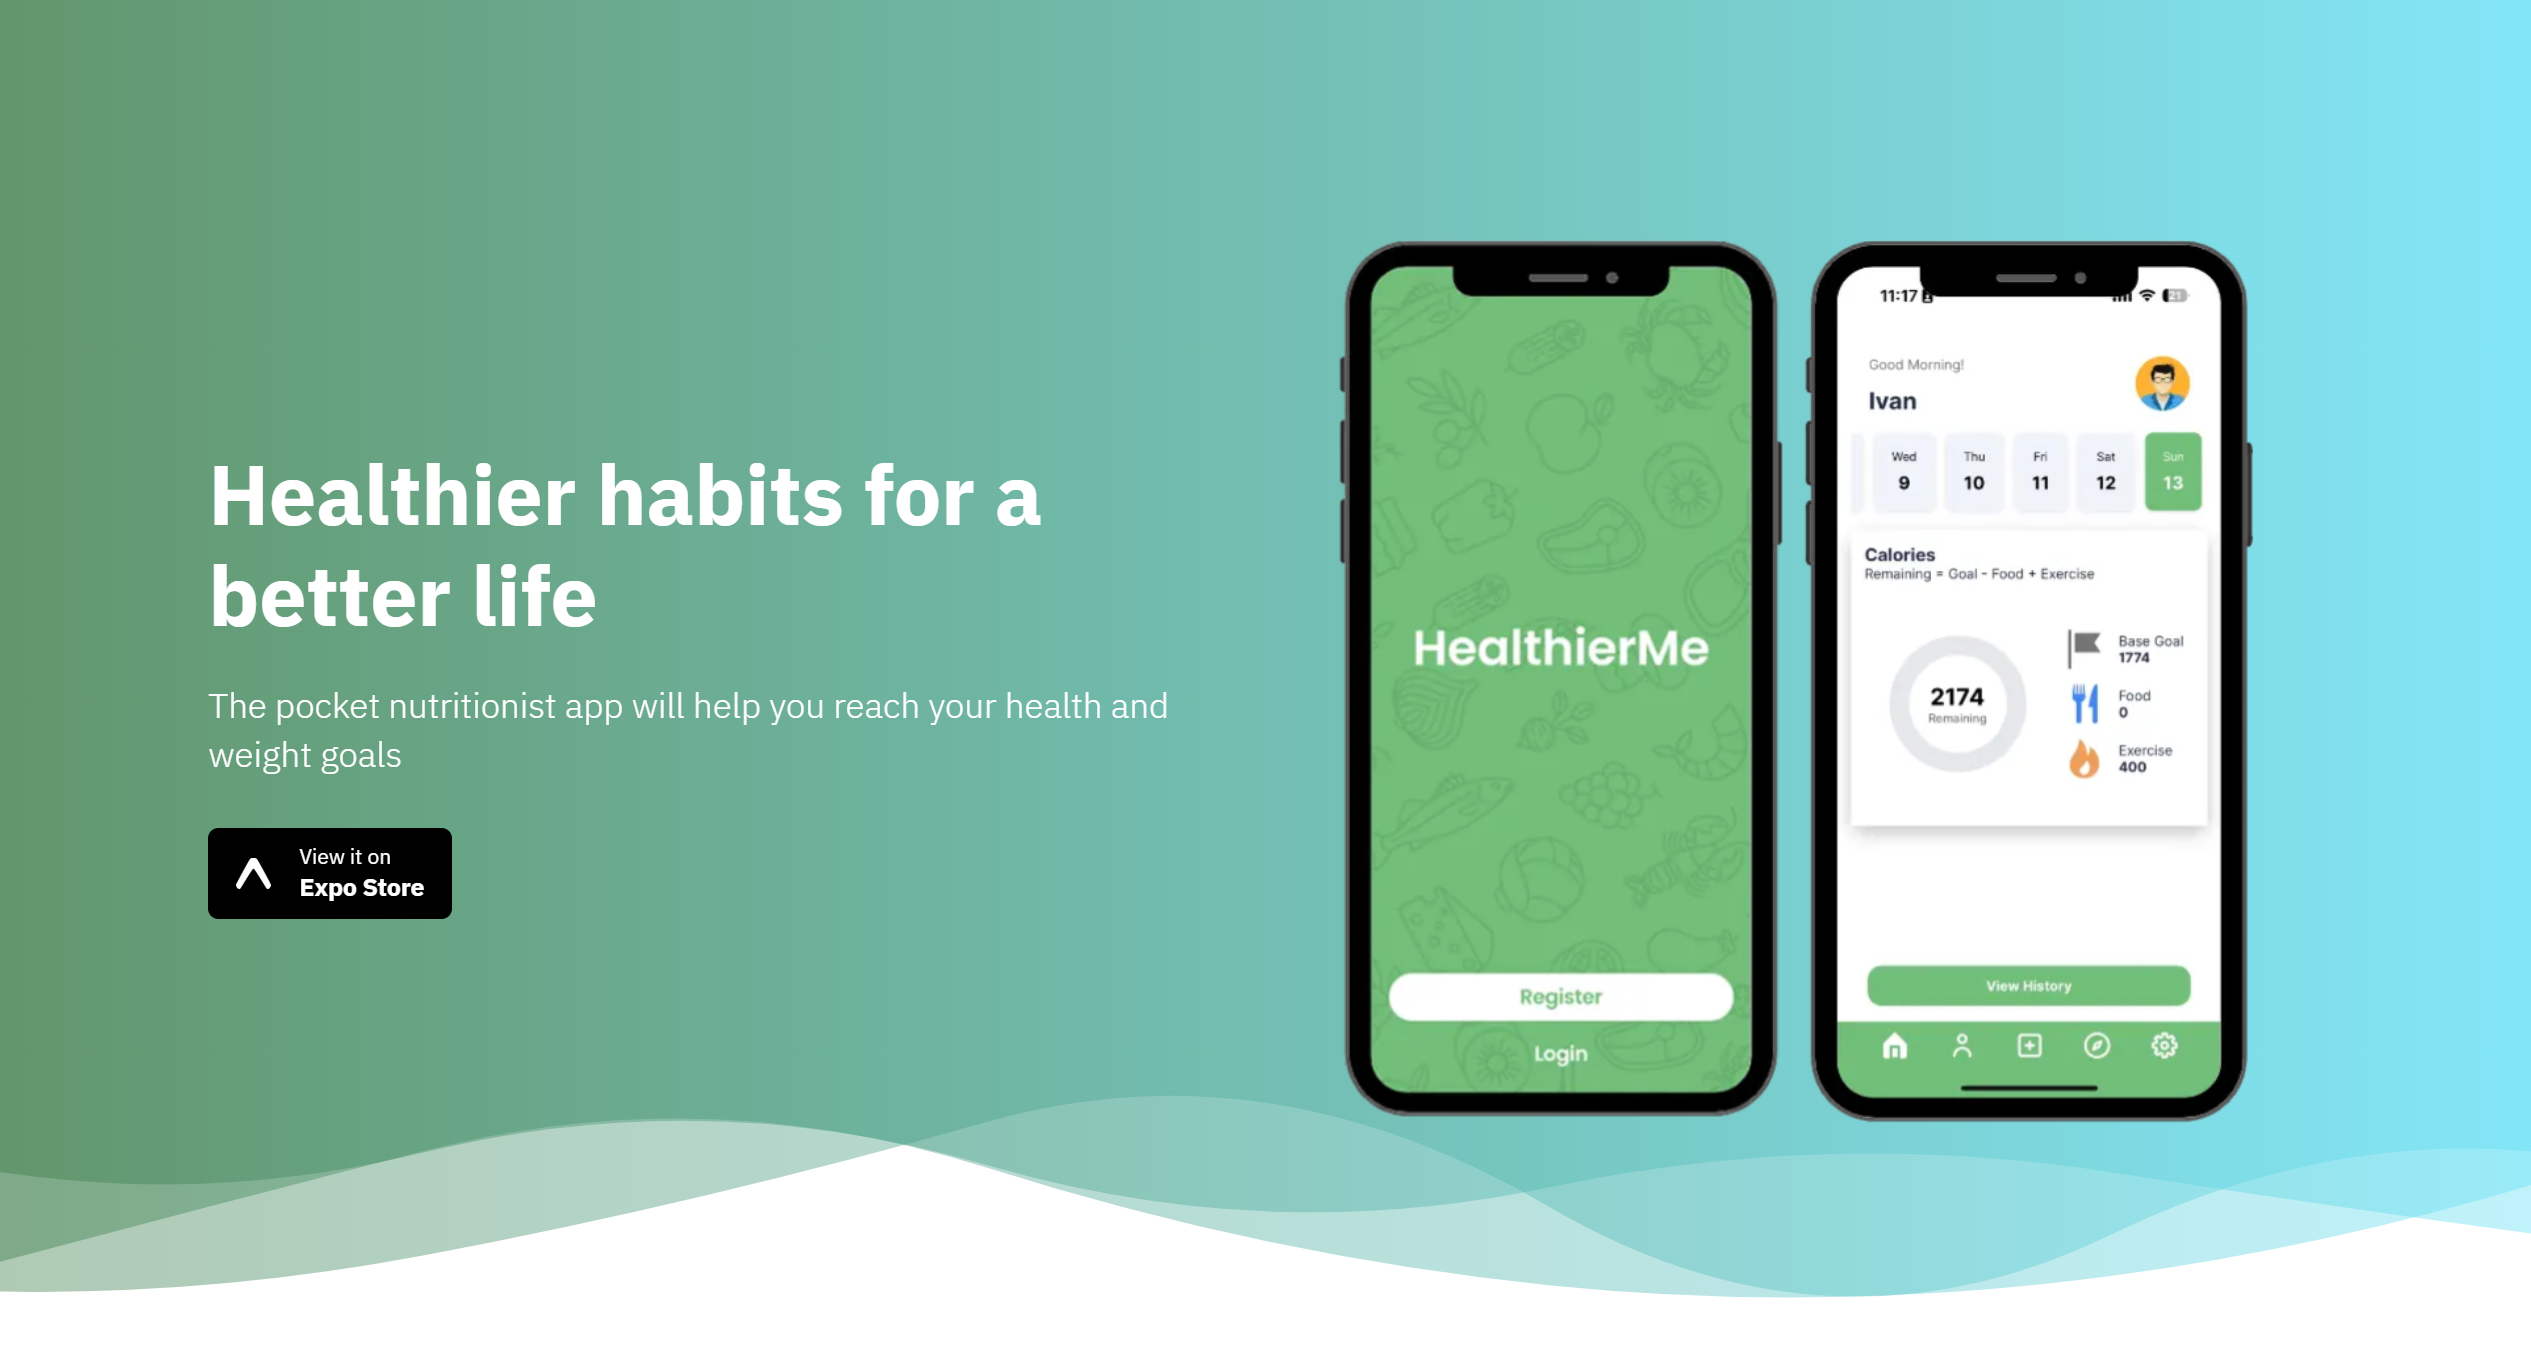 Healthier habits for a
better life
The pocket nutritionist app will help you reach your health and
weight goals
View it on
Expo Store
HealthierMe
Register
Login
11:17
21
Good Morning!
Ivan
Wed Thu Fri Sat Sun
9 10 11 12 13
Calories
Remaining = Goal - Food + Exercise
2174
Remaining
Base Goal
1774
Food
0
Exercise
400
View History